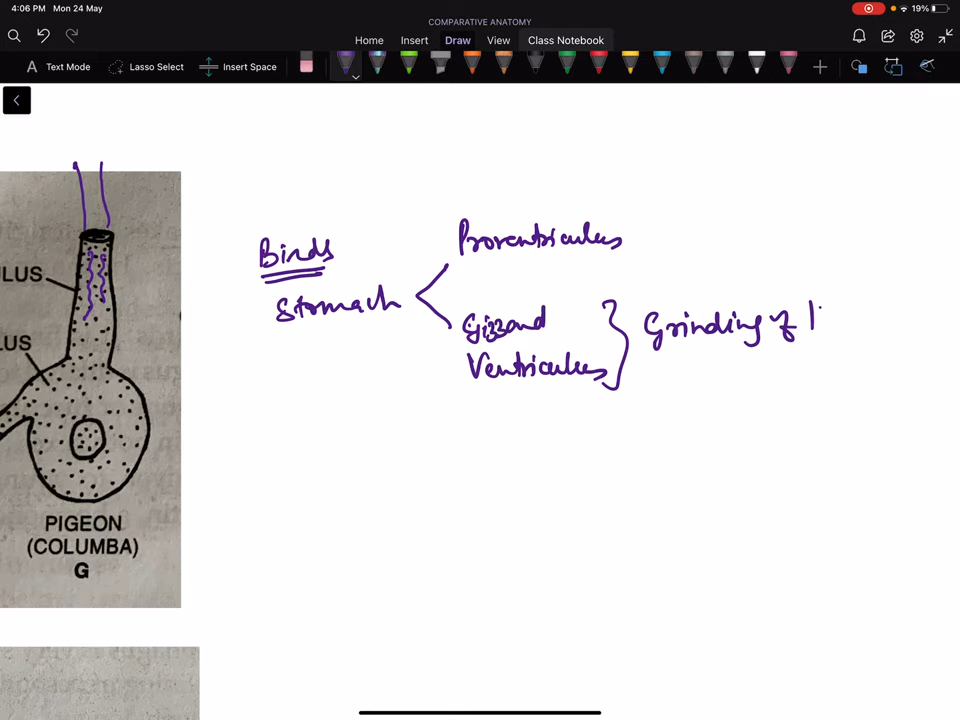 4:06 PM Mon 24 May
19%
COMPARATIVE ANATOMY
Home Insert Draw View Class Notebook
Text Mode Lasso Select Insert Space
ULUS
LUS
PIGEON
(COLUMBA)
G
Birds
Stomach
Proventriculus
Gizzard
Ventriculus
Grinding of